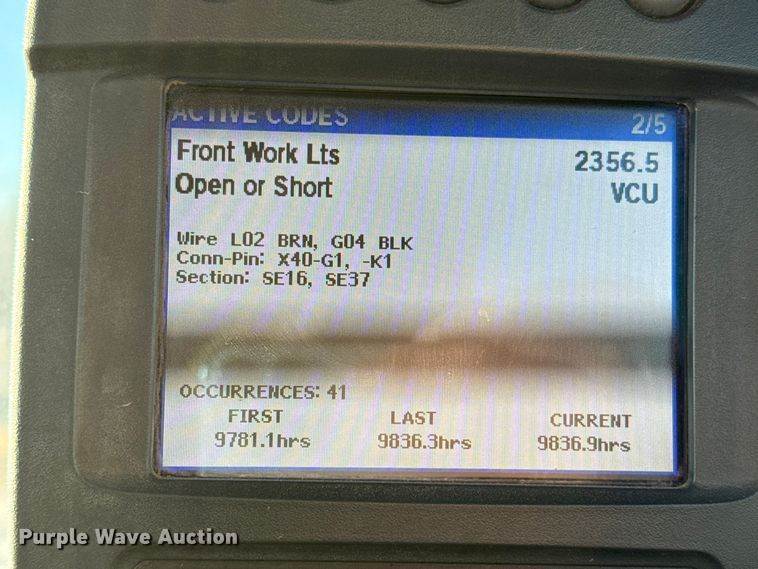 ACTIVE CODES 2/5
Front Work Lts 2356.5
Open or Short VCU
Wire L02 BRN, G04 BLK
Conn-Pin: X40-G1, -K1
Section: SE16, SE37
OCCURRENCES: 41
FIRST LAST CURRENT
9781.1hrs 9836.3hrs 9836.9hrs
Purple Wave Auction